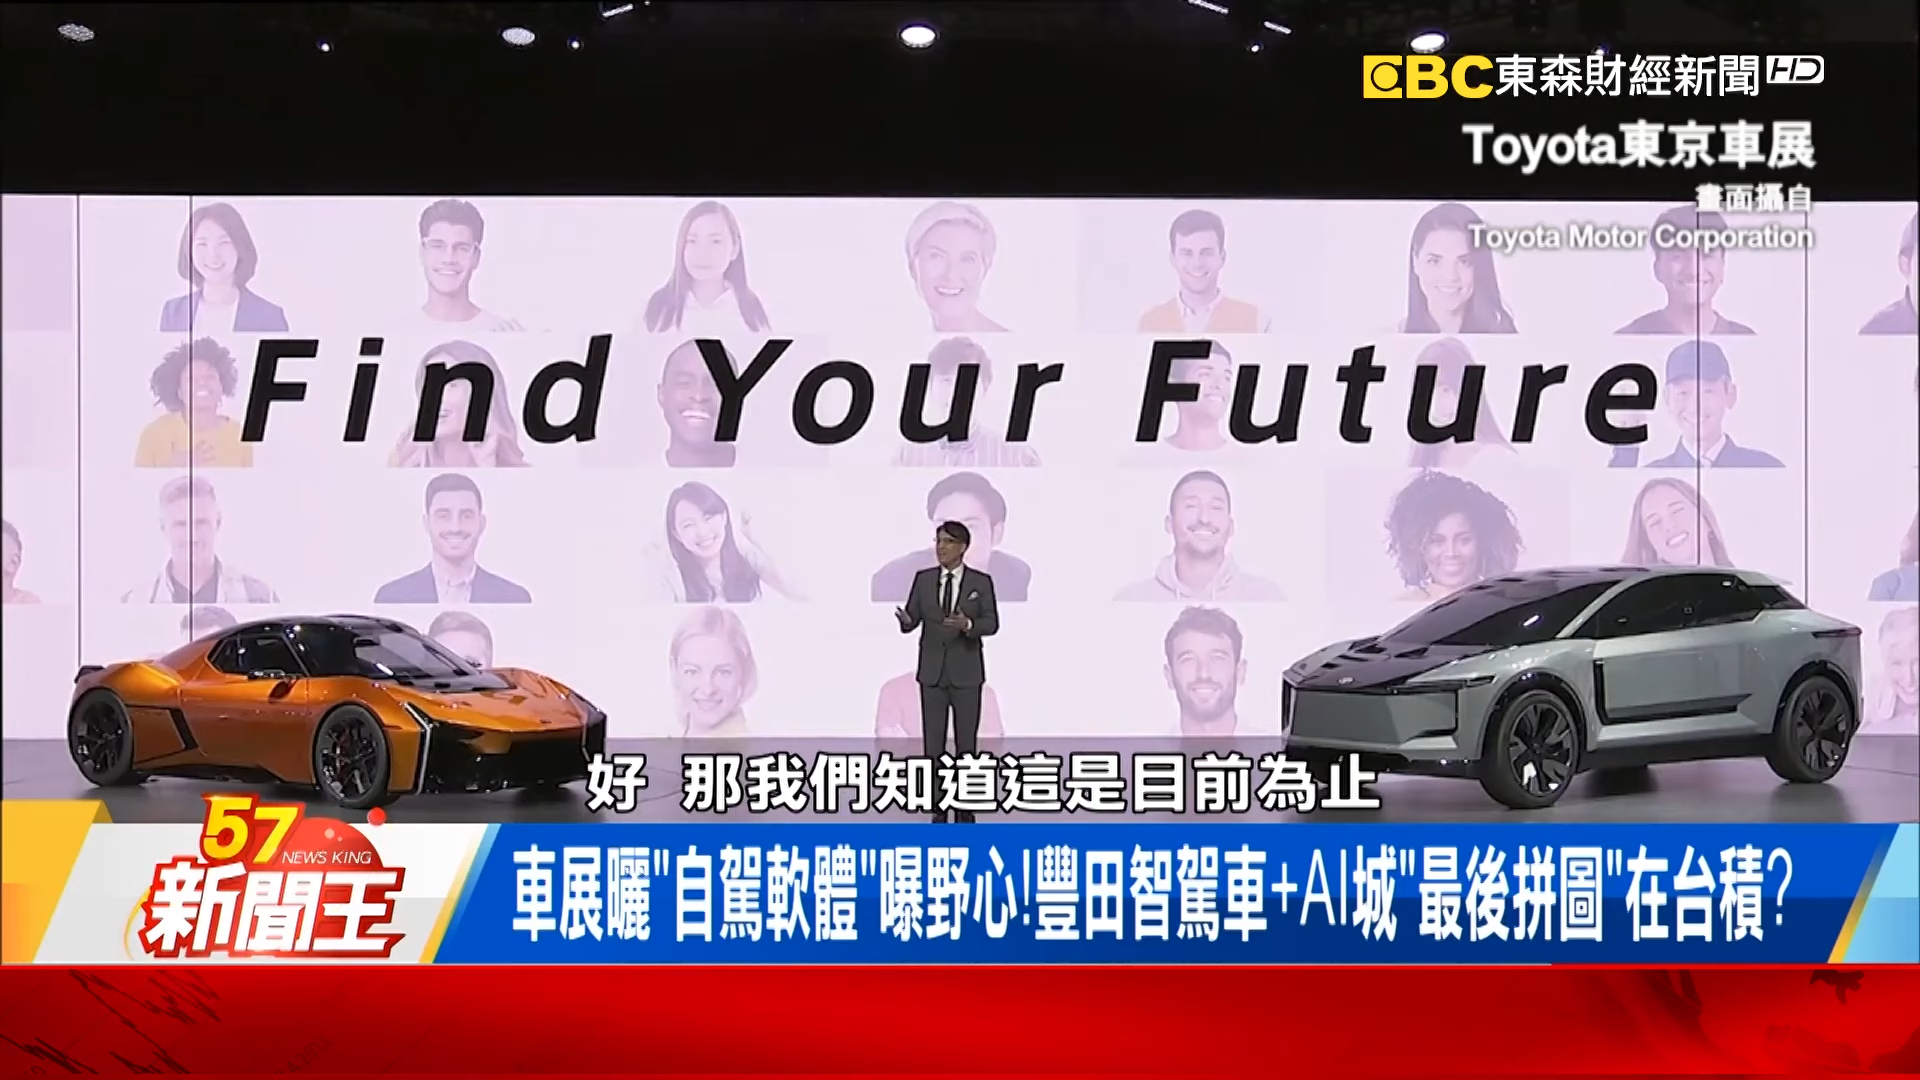 EBC東森財經新聞HD
Toyota東京車展
畫面攝自
Toyota Motor Corporation
Find Your Future
好 那我們知道這是目前為止
57
NEWS KING
新聞王
車展曬"自駕軟體"曝野心!豐田智駕車+AI城"最後拼圖"在台積?